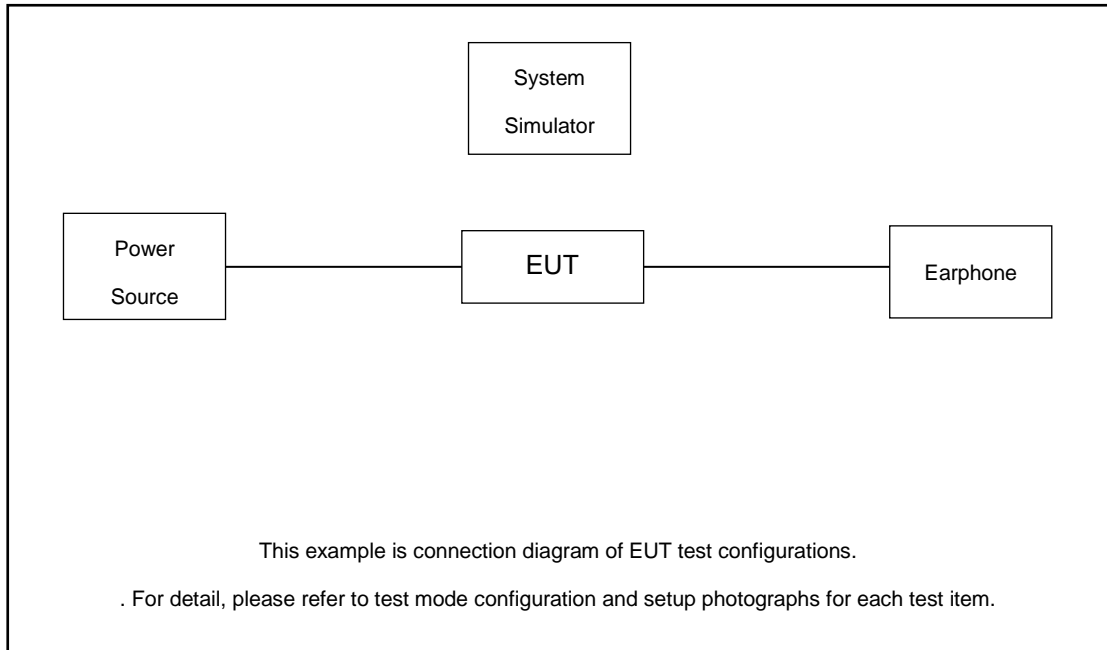 System
Simulator
Power
Source
EUT
Earphone
This example is connection diagram of EUT test configurations.
. For detail, please refer to test mode configuration and setup photographs for each test item.